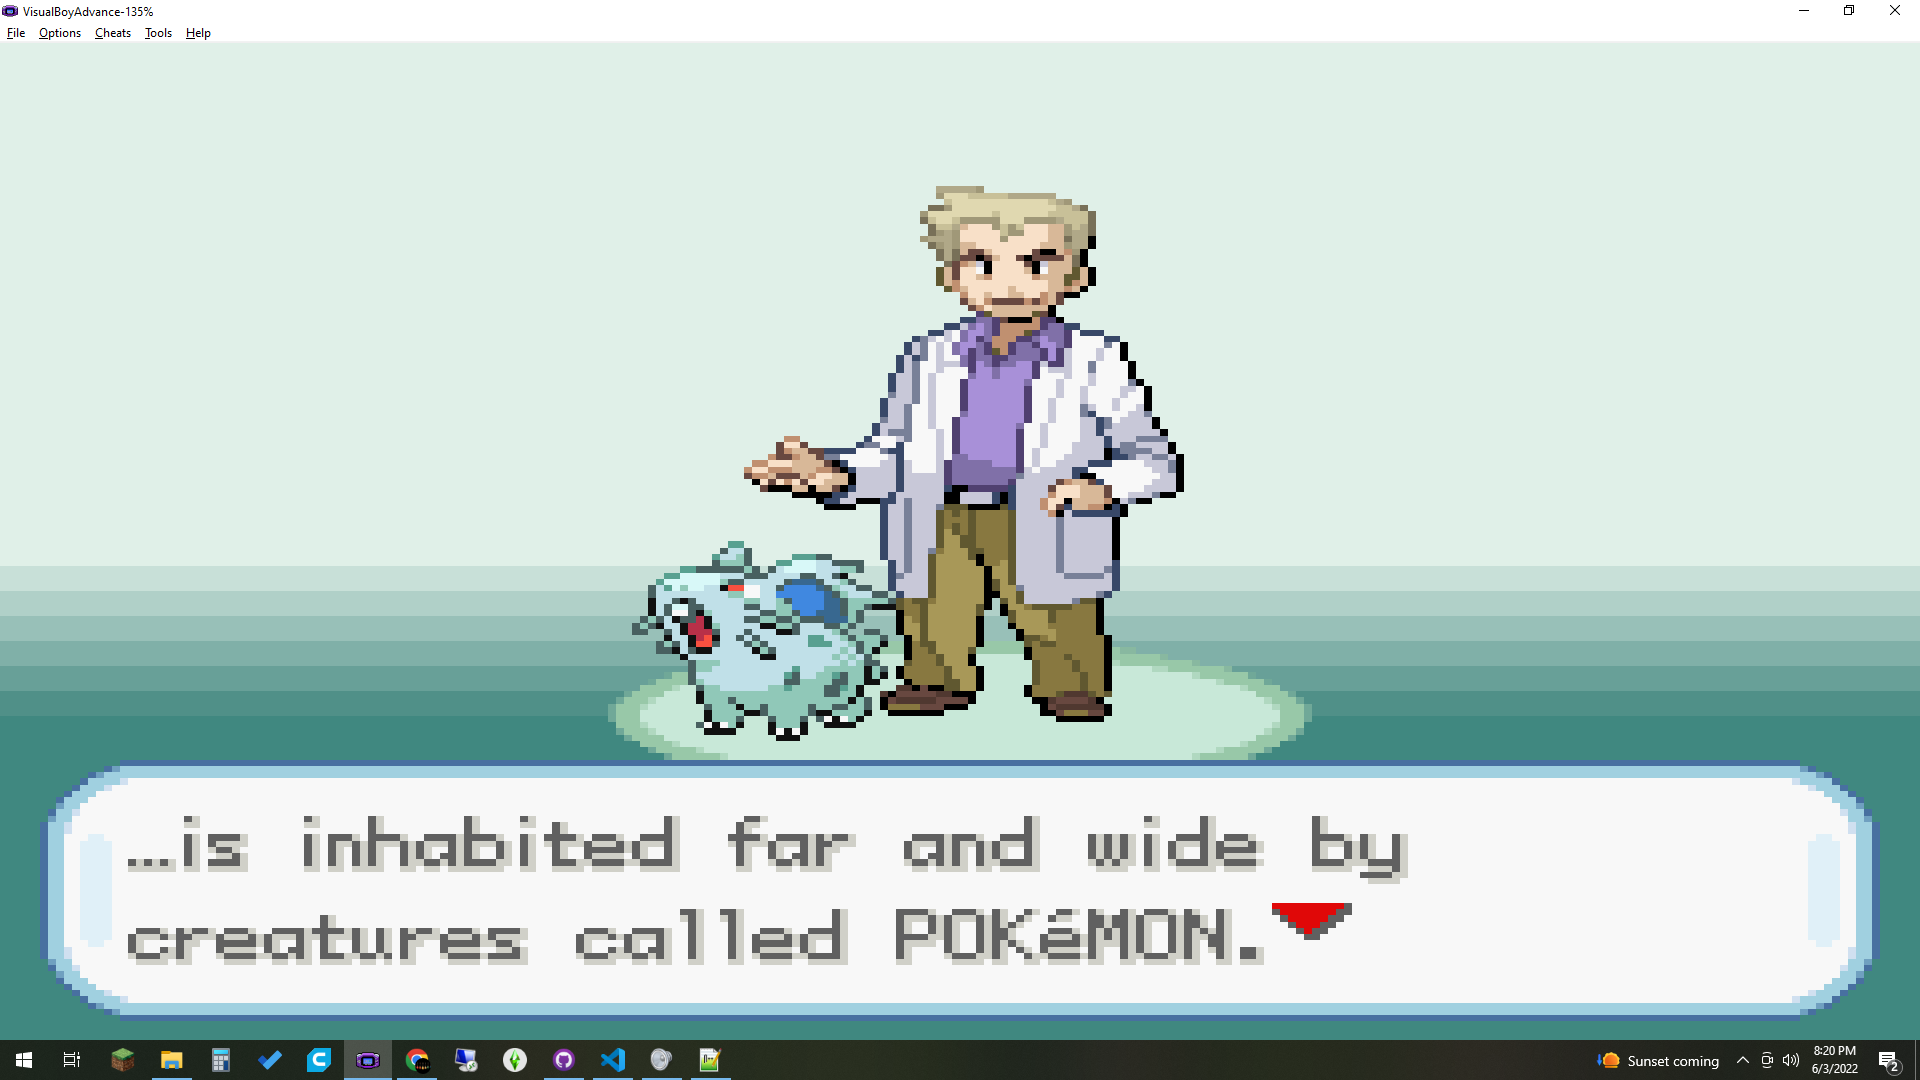 VisualBoyAdvance-135%
File Options Cheats Tools Help
…is inhabited far and wide by
creatures called POKéMON.
Sunset coming
8:20 PM
6/3/2022
2